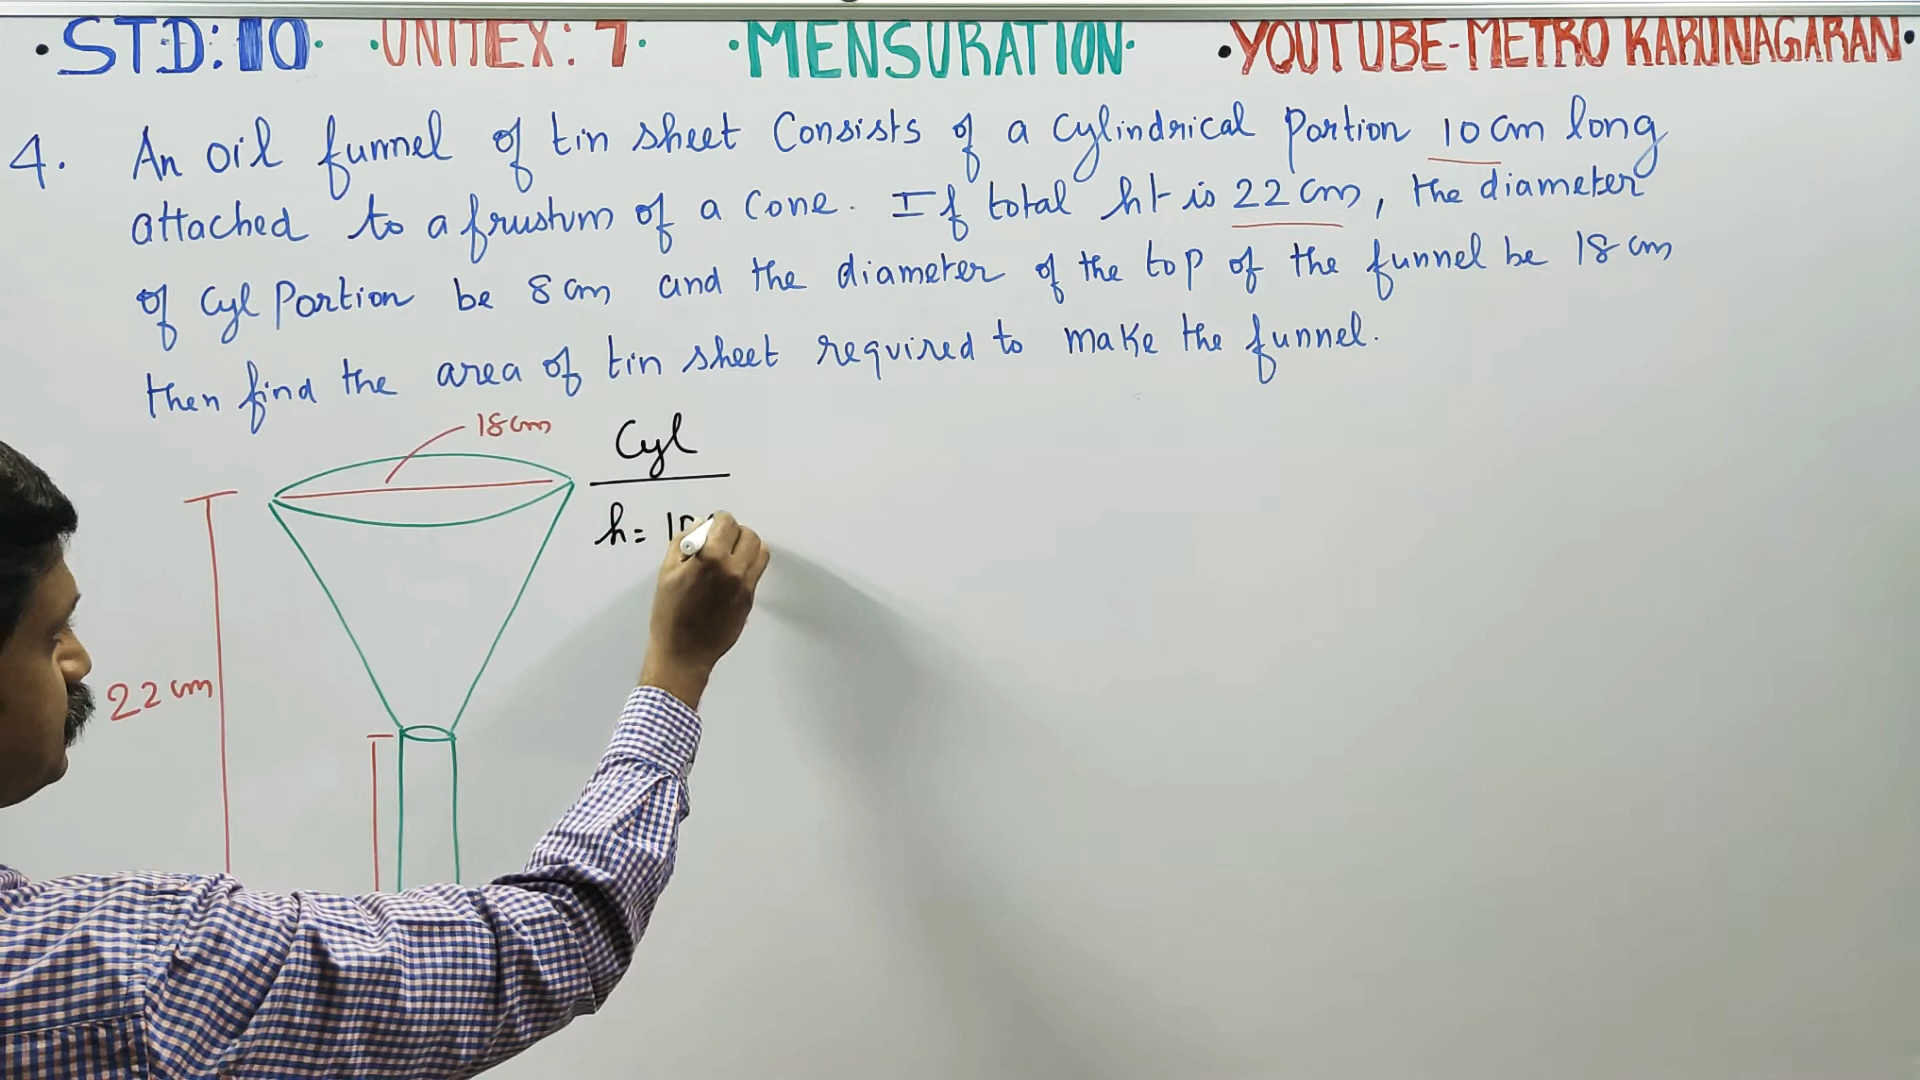 •STD:10• •UNITEX: 7• •MENSURATION• •YOUTUBE-METRO KARUNAGARAN•
4. An oil funnel of tin sheet Consists of a Cylindrical Portion 10 cm long
attached to a frustum of a Cone. If total ht is 22 cm, the diameter
of Cyl Portion be 8 cm and the diameter of the top of the funnel be 18 cm
then find the area of tin sheet required to make the funnel.
18 cm
Cyl
h=
22 cm